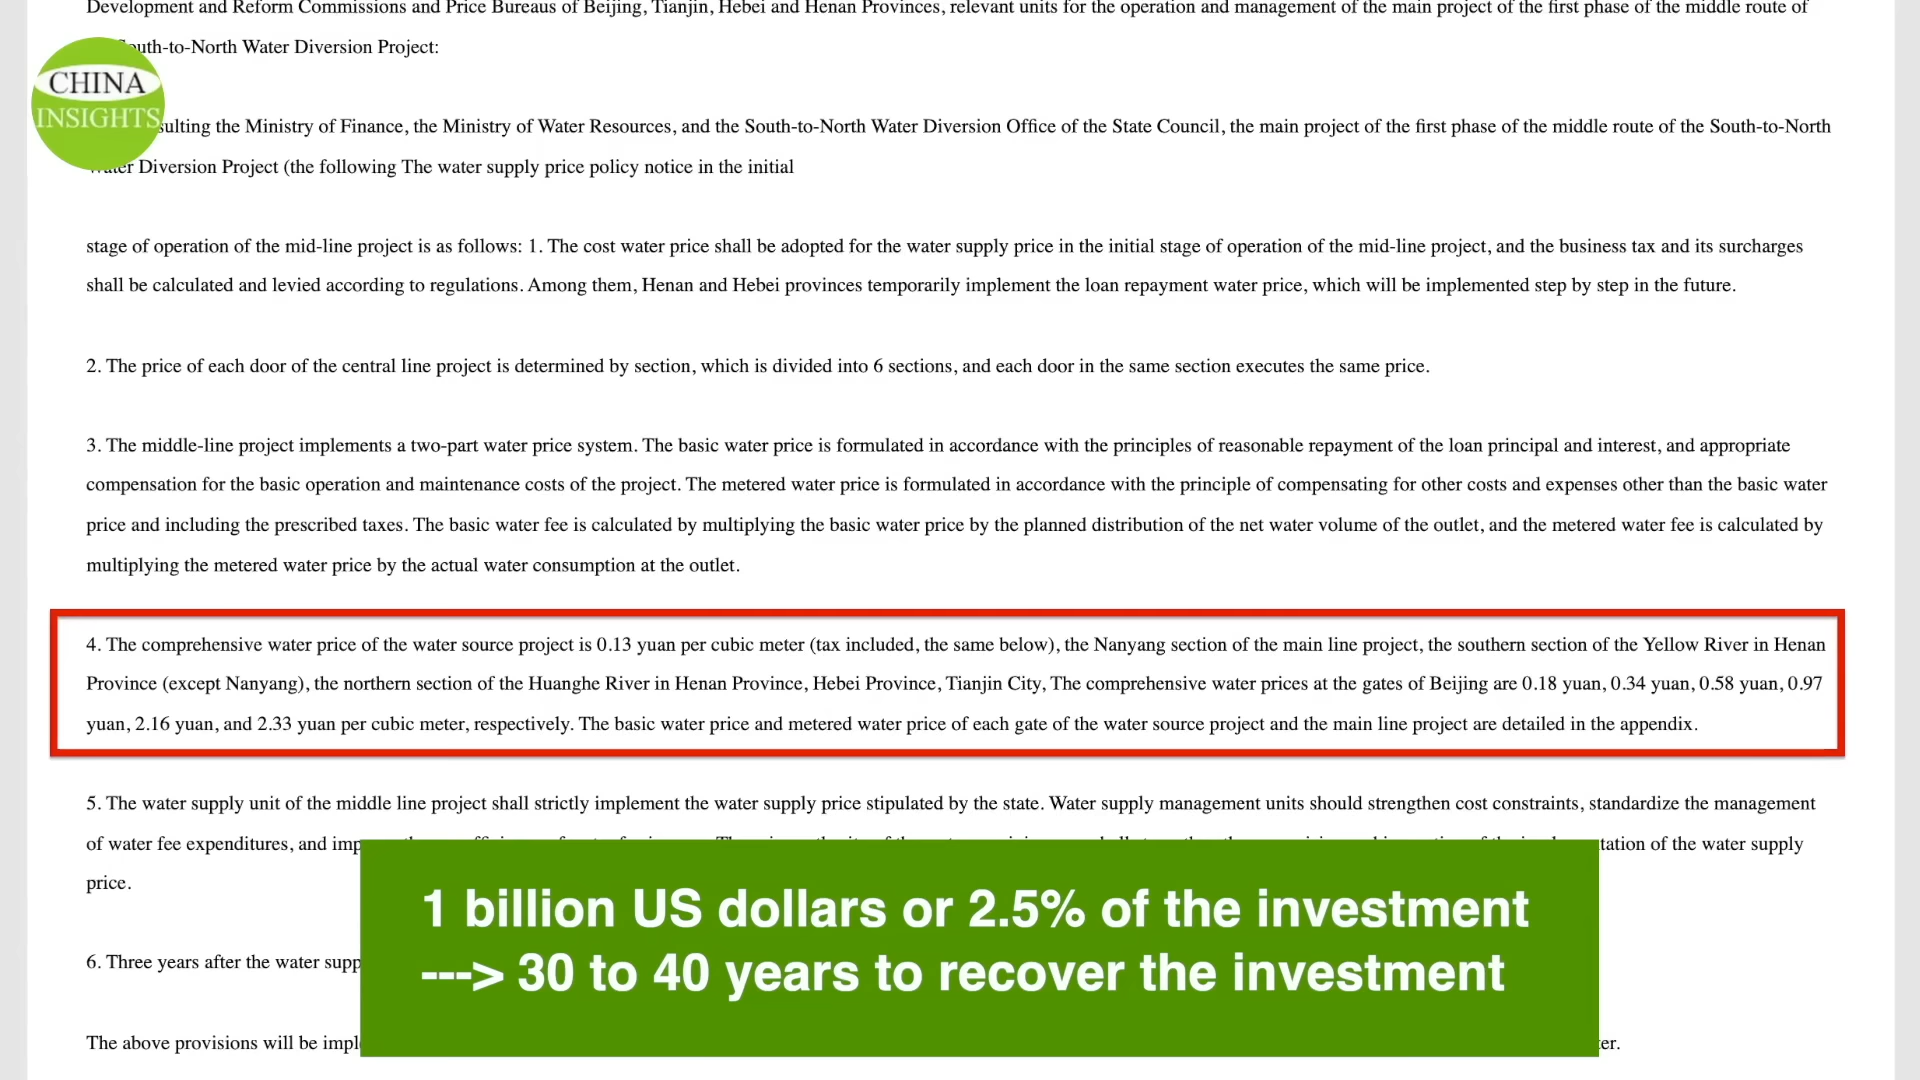 Development and Reform Commissions and Price Bureaus of Beijing, Tianjin, Hebei and Henan Provinces, relevant units for the operation and management of the main project of the first phase of the middle route of
South-to-North Water Diversion Project:
CHINA
INSIGHTS
sulting the Ministry of Finance, the Ministry of Water Resources, and the South-to-North Water Diversion Office of the State Council, the main project of the first phase of the middle route of the South-to-North
Water Diversion Project (the following The water supply price policy notice in the initial
stage of operation of the mid-line project is as follows: 1. The cost water price shall be adopted for the water supply price in the initial stage of operation of the mid-line project, and the business tax and its surcharges
shall be calculated and levied according to regulations. Among them, Henan and Hebei provinces temporarily implement the loan repayment water price, which will be implemented step by step in the future.
2. The price of each door of the central line project is determined by section, which is divided into 6 sections, and each door in the same section executes the same price.
3. The middle-line project implements a two-part water price system. The basic water price is formulated in accordance with the principles of reasonable repayment of the loan principal and interest, and appropriate
compensation for the basic operation and maintenance costs of the project. The metered water price is formulated in accordance with the principle of compensating for other costs and expenses other than the basic water
price and including the prescribed taxes. The basic water fee is calculated by multiplying the basic water price by the planned distribution of the net water volume of the outlet, and the metered water fee is calculated by
multiplying the metered water price by the actual water consumption at the outlet.
4. The comprehensive water price of the water source project is 0.13 yuan per cubic meter (tax included, the same below), the Nanyang section of the main line project, the southern section of the Yellow River in Henan
Province (except Nanyang), the northern section of the Huanghe River in Henan Province, Hebei Province, Tianjin City, The comprehensive water prices at the gates of Beijing are 0.18 yuan, 0.34 yuan, 0.58 yuan, 0.97
yuan, 2.16 yuan, and 2.33 yuan per cubic meter, respectively. The basic water price and metered water price of each gate of the water source project and the main line project are detailed in the appendix.
5. The water supply unit of the middle line project shall strictly implement the water supply price stipulated by the state. Water supply management units should strengthen cost constraints, standardize the management
of water fee expenditures, and imp tation of the water supply
price.
1 billion US dollars or 2.5% of the investment
---> 30 to 40 years to recover the investment
6. Three years after the water supp
The above provisions will be impl er.